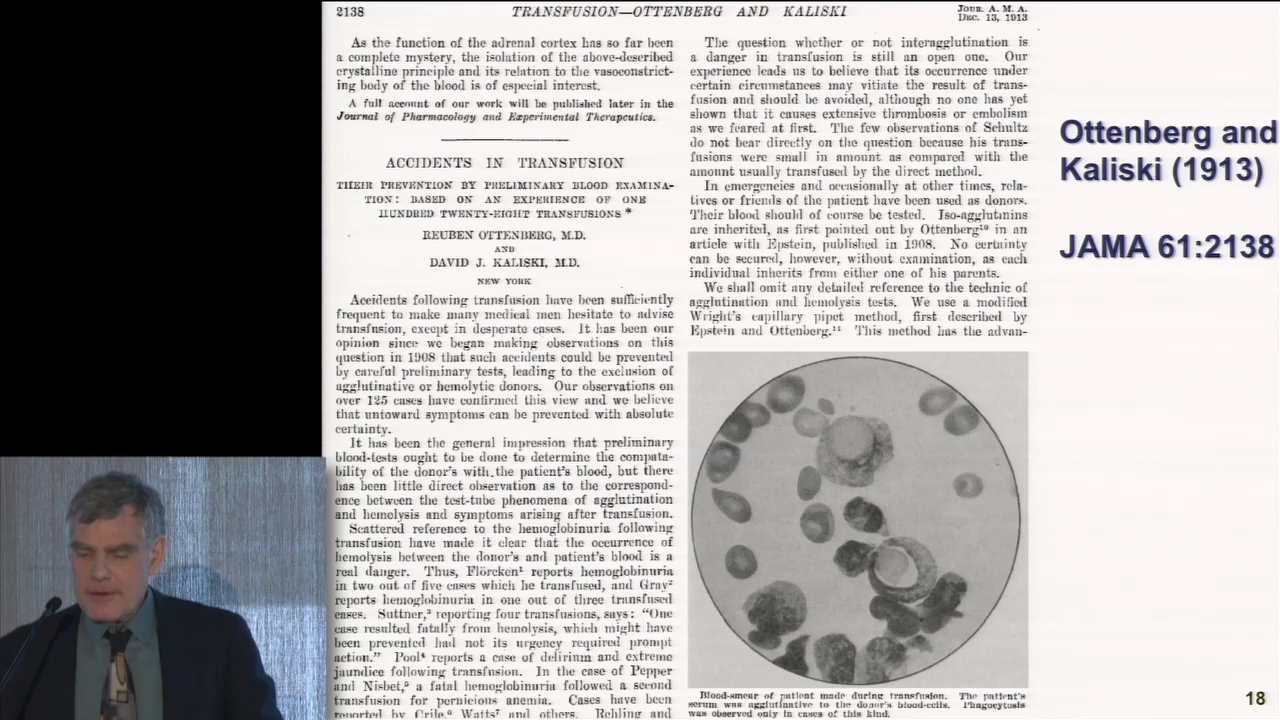 2138
TRANSFUSION—OTTENBERG AND KALISKI
JOUR. A. M. A.
DEC. 13, 1913
As the function of the adrenal cortex has so far been
a complete mystery, the isolation of the above-described
crystalline principle and its relation to the vasoconstrict-
ing body of the blood is of especial interest.
A full account of our work will be published later in the
Journal of Pharmacology and Experimental Therapeutics.
ACCIDENTS IN TRANSFUSION
THEIR PREVENTION BY PRELIMINARY BLOOD EXAMINA-
TION: BASED ON AN EXPERIENCE OF ONE
HUNDRED TWENTY-EIGHT TRANSFUSIONS *
REUBEN OTTENBERG, M.D.
AND
DAVID J. KALISKI, M.D.
NEW YORK
Accidents following transfusion have been sufficiently
frequent to make many medical men hesitate to advise
transfusion, except in desperate cases. It has been our
opinion since we began making observations on this
question in 1908 that such accidents could be prevented
by careful preliminary tests, leading to the exclusion of
agglutinative or hemolytic donors. Our observations on
over 125 cases have confirmed this view and we believe
that untoward symptoms can be prevented with absolute
certainty.
It has been the general impression that preliminary
blood-tests ought to be done to determine the compata-
bility of the donor's with the patient's blood, but there
has been little direct observation as to the correspond-
ence between the test-tube phenomena of agglutination
and hemolysis and symptoms arising after transfusion.
Scattered reference to the hemoglobinuria following
transfusion have made it clear that the occurrence of
hemolysis between the donor's and patient's blood is a
real danger. Thus, Flörcken¹ reports hemoglobinuria
in two out of five cases which he transfused, and Gray²
reports hemoglobinuria in one out of three transfused
cases. Suttner,³ reporting four transfusions, says: "One
case resulted fatally from hemolysis, which might have
been prevented had not its urgency required prompt
action." Pool⁴ reports a case of delirium and extreme
jaundice following transfusion. In the case of Pepper
and Nisbet,⁵ a fatal hemoglobinuria followed a second
transfusion for pernicious anemia. Cases have been
reported by Crile,⁶ Watts⁷ and others. Rehling and
The question whether or not interagglutination is
a danger in transfusion is still an open one. Our
experience leads us to believe that its occurrence under
certain circumstances may vitiate the result of trans-
fusion and should be avoided, although no one has yet
shown that it causes extensive thrombosis or embolism
as we feared at first. The few observations of Schultz
do not bear directly on the question because his trans-
fusions were small in amount as compared with the
amount usually transfused by the direct method.
In emergencies and occasionally at other times, rela-
tives or friends of the patient have been used as donors.
Their blood should of course be tested. Iso-agglutinins
are inherited, as first pointed out by Ottenberg¹⁰ in an
article with Epstein, published in 1908. No certainty
can be secured, however, without examination, as each
individual inherits from either one of his parents.
We shall omit any detailed reference to the technic of
agglutination and hemolysis tests. We use a modified
Wright's capillary pipet method, first described by
Epstein and Ottenberg.¹¹ This method has the advan-
Blood-smear of patient made during transfusion. The patient's
serum was agglutinative to the donor's blood-cells. Phagocytosis
was observed only in cases of this kind.
Ottenberg and
Kaliski (1913)
JAMA 61:2138
18